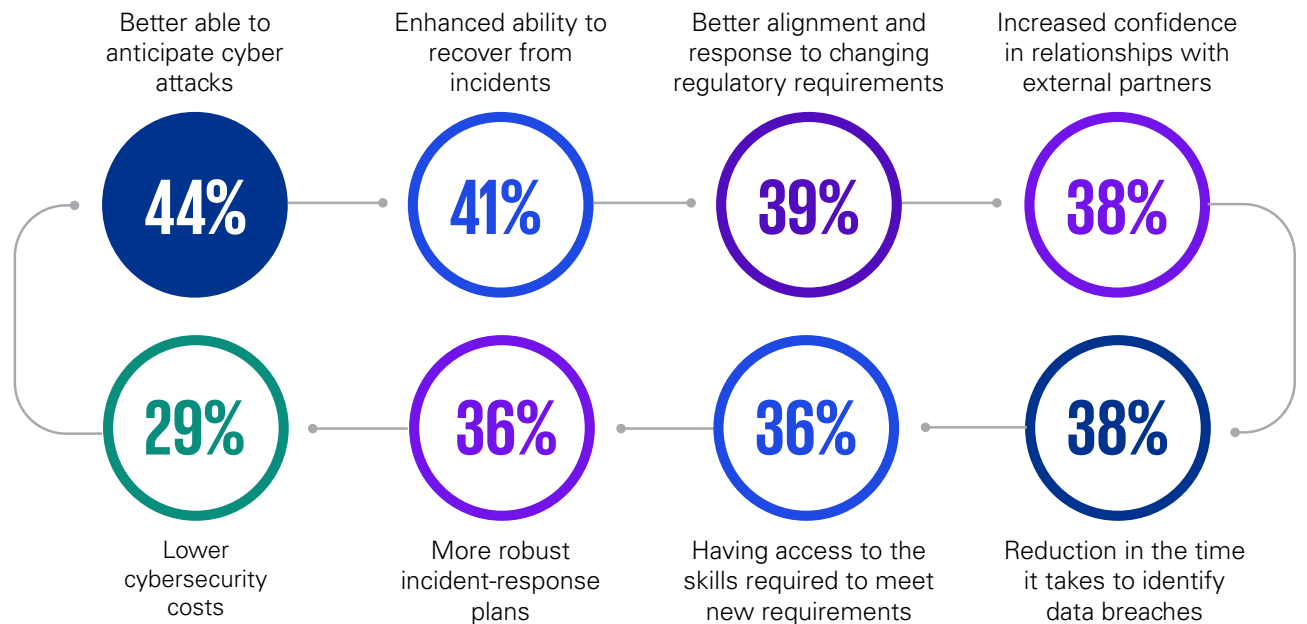 Better able to
anticipate cyber
attacks
44%
Enhanced ability to
recover from
incidents
41%
Better alignment and
response to changing
regulatory requirements
39%
Increased confidence
in relationships with
external partners
38%
38%
Reduction in the time
it takes to identify
data breaches
36%
Having access to the
skills required to meet
new requirements
36%
More robust
incident-response
plans
29%
Lower
cybersecurity
costs